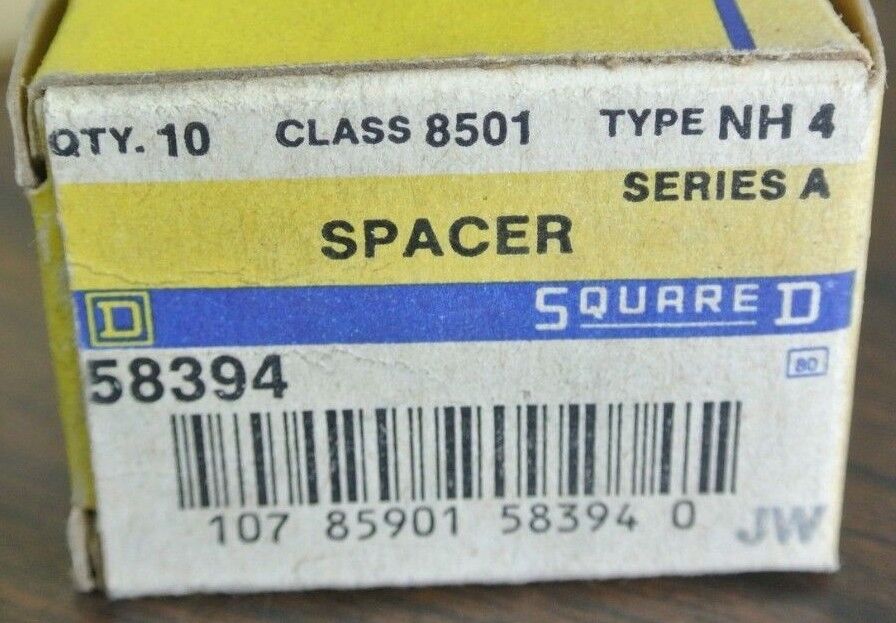 QTY. 10 CLASS 8501 TYPE NH 4
SERIES A
SPACER
D SQUARE D
58394
80
107 85901 58394 0
JW